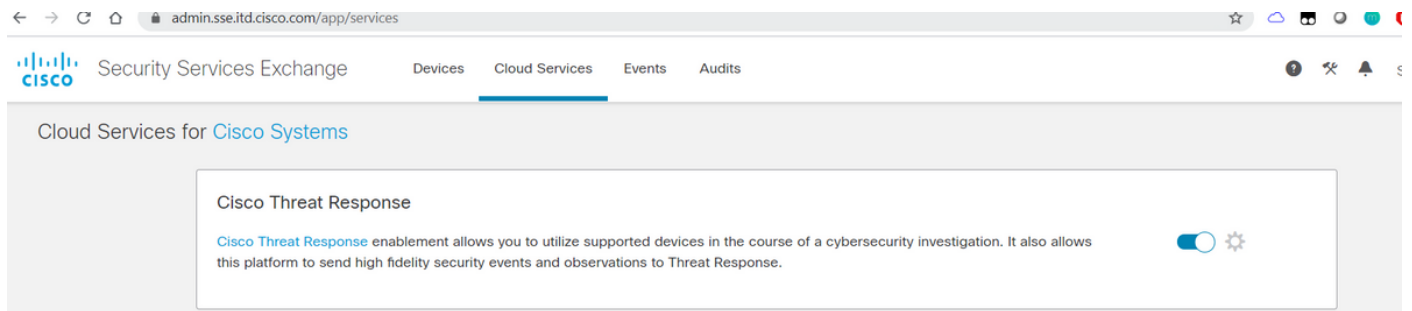 admin.sse.itd.cisco.com/app/services
CISCO Security Services Exchange Devices Cloud Services Events Audits
Cloud Services for Cisco Systems
Cisco Threat Response
Cisco Threat Response enablement allows you to utilize supported devices in the course of a cybersecurity investigation. It also allows
this platform to send high fidelity security events and observations to Threat Response.